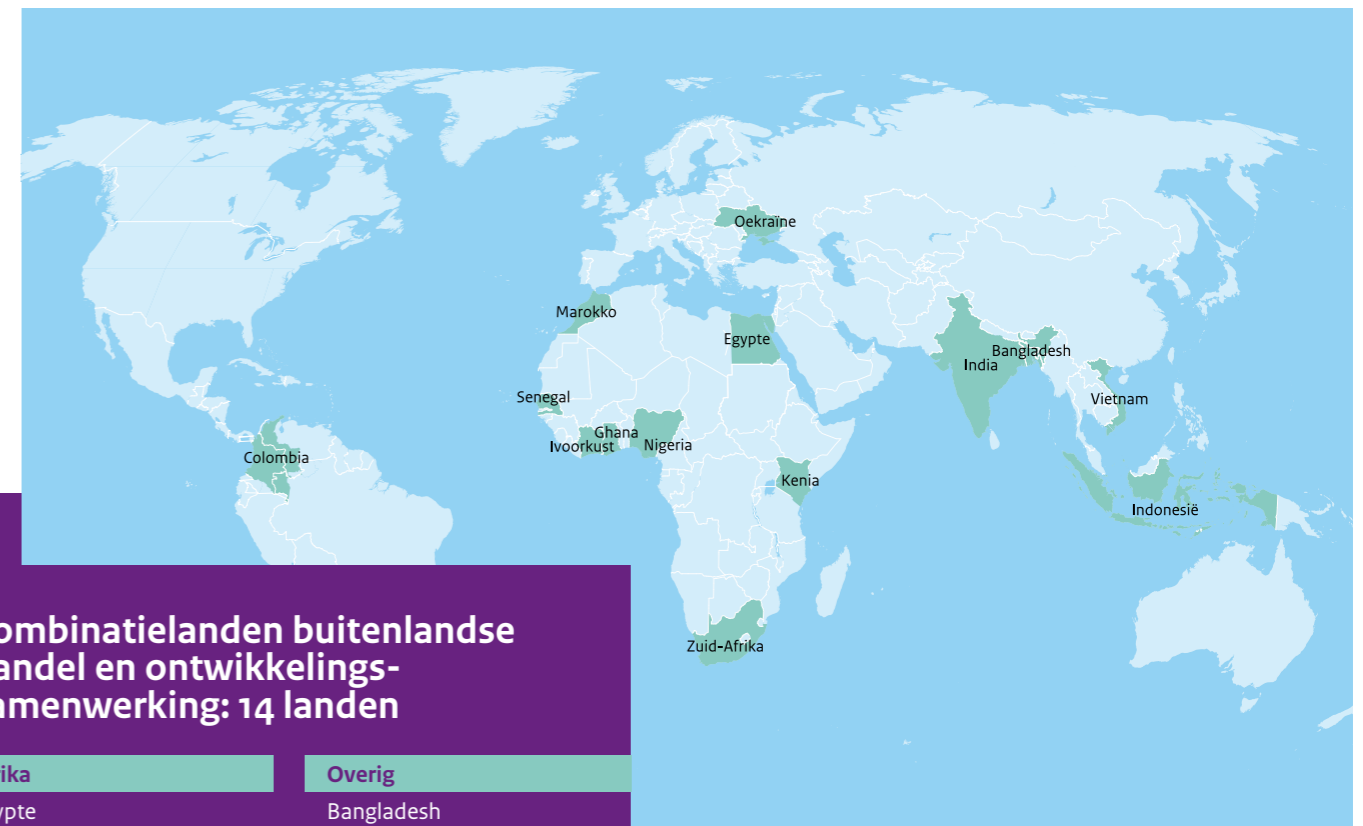 Oekraïne
Marokko
Egypte
Bangladesh
India
Senegal
Vietnam
Ghana
Ivoorkust
Nigeria
Colombia
Kenia
Indonesië
Zuid-Afrika
ombinatielanden buitenlandse
andel en ontwikkelings-
amenwerking: 14 landen
rika
Overig
ypte
Bangladesh